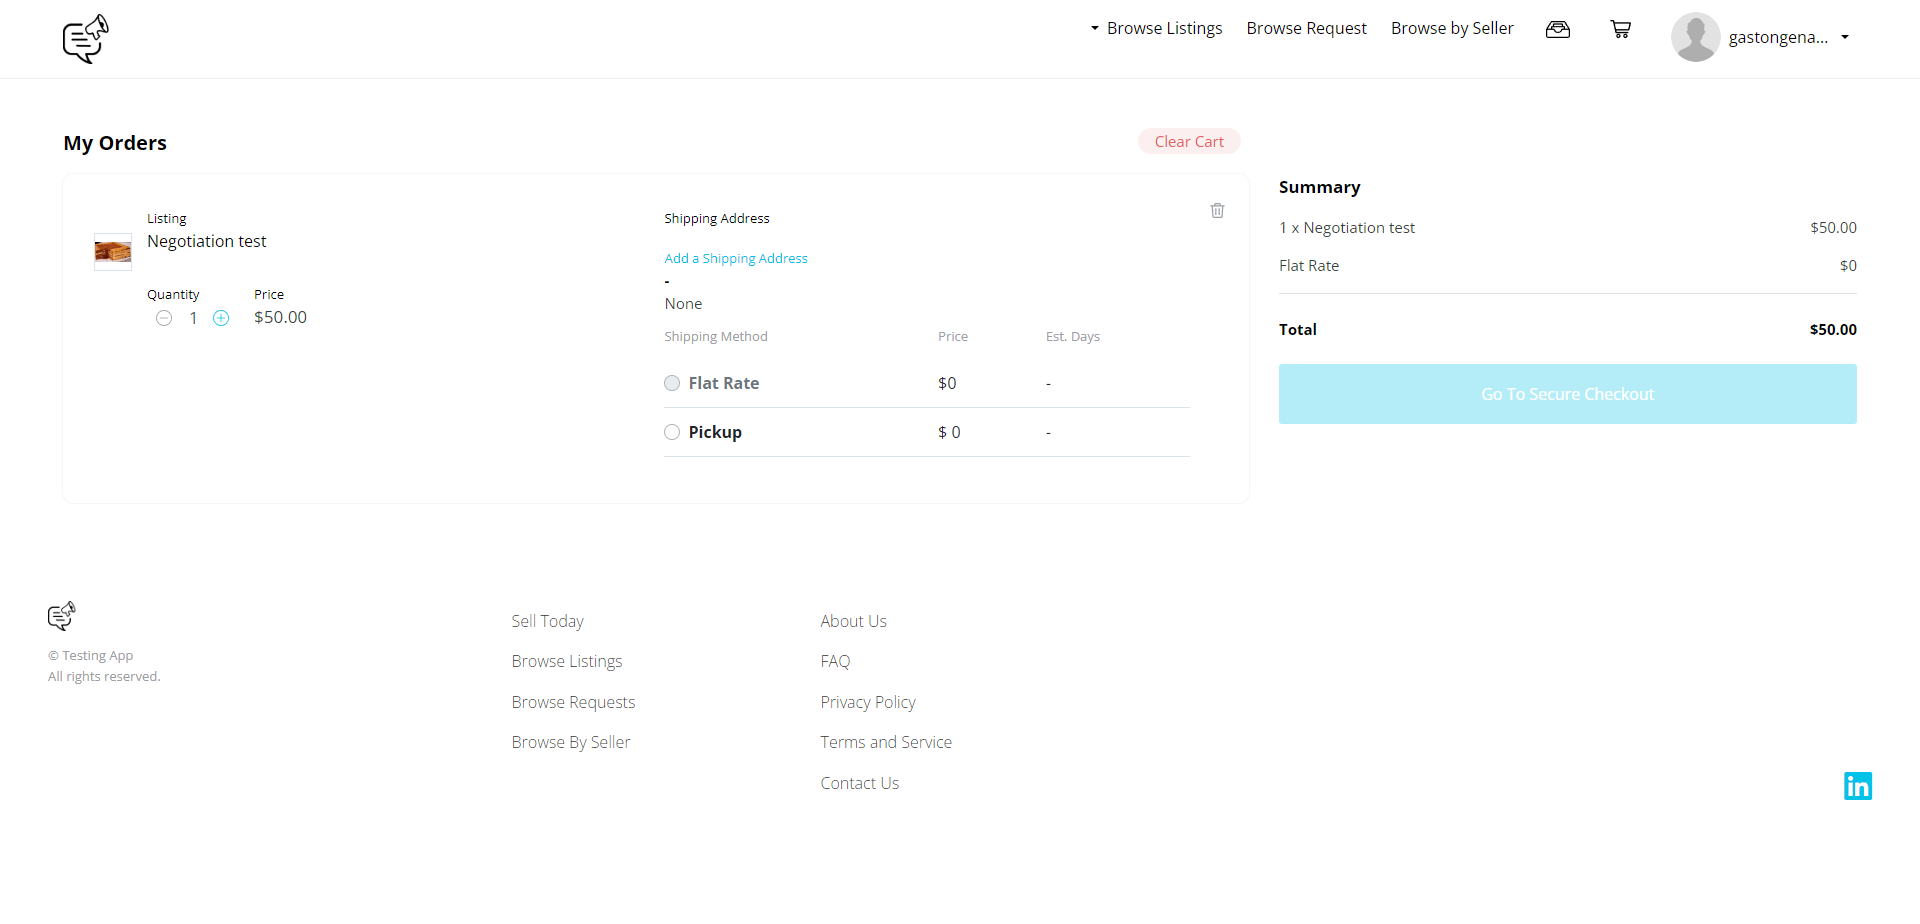 Browse Listings Browse Request Browse by Seller gastongena...
My Orders
Clear Cart
Listing
Negotiation test
Quantity Price
1 $50.00
Shipping Address
Add a Shipping Address
-
None
Shipping Method Price Est. Days
Flat Rate $0 -
Pickup $ 0 -
Summary
1 x Negotiation test $50.00
Flat Rate $0
Total $50.00
Go To Secure Checkout
© Testing App
All rights reserved.
Sell Today
Browse Listings
Browse Requests
Browse By Seller
About Us
FAQ
Privacy Policy
Terms and Service
Contact Us
in